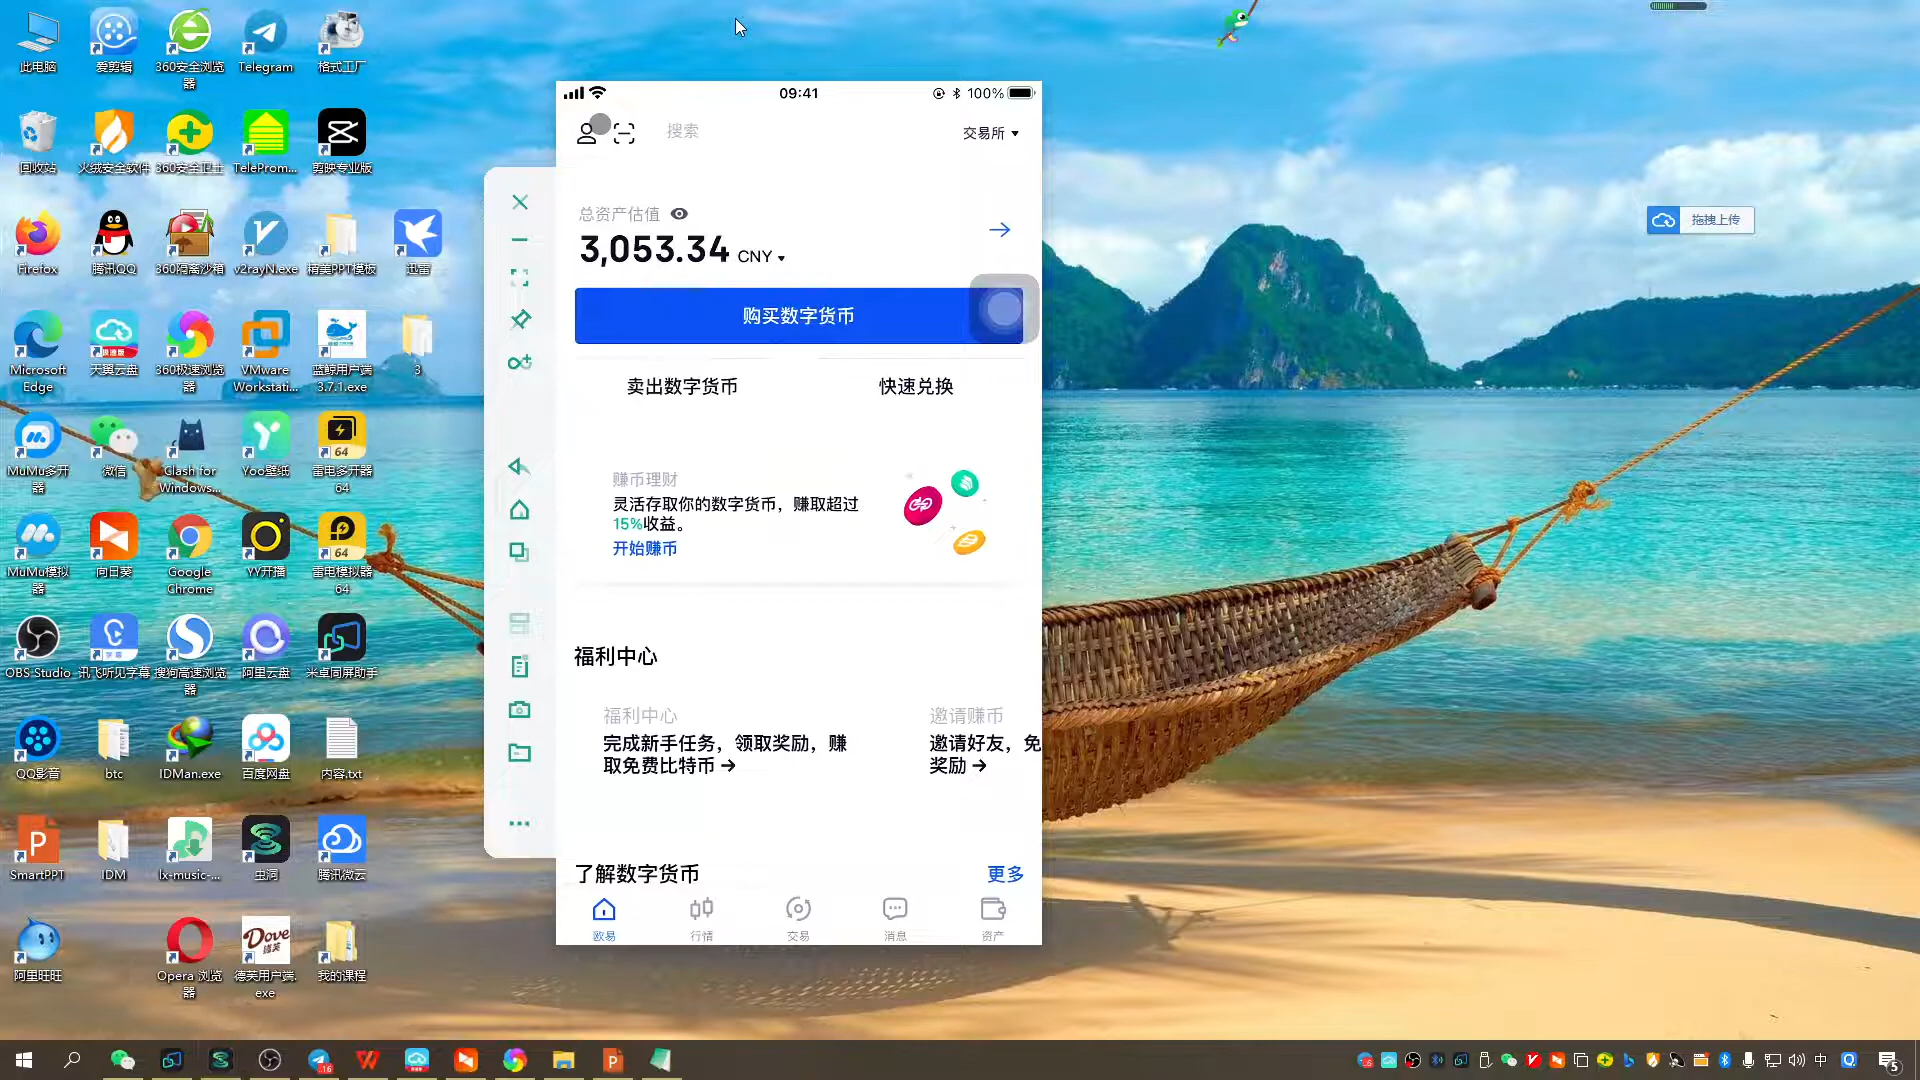 此电脑
爱剪辑
360安全浏览
器
Telegram
格式工厂
回收站
火绒安全软件
360安全卫士
TeleProm...
剪映专业版
Firefox
腾讯QQ
360隔离沙箱
v2rayN.exe
精美PPT模板
迅雷
Microsoft
Edge
天翼云盘
360极速浏览
器
VMware
Workstati...
蓝鲸用户端
3.7.1.exe
3
MuMu多开
器
微信
Clash for
Windows...
Yoo壁纸
雷电多开器
64
MuMu模拟
器
向日葵
Google
Chrome
YY开播
雷电模拟器
64
OBS Studio
讯飞听见字幕
搜狗高速浏览
器
阿里云盘
米卓同屏助手
QQ影音
btc
IDMan.exe
百度网盘
内容.txt
SmartPPT
IDM
lx-music-...
虫洞
腾讯微云
阿里旺旺
Opera 浏览
器
德芙用户端.
exe
我的课程
09:41
100%
搜索
交易所
总资产估值
3,053.34 CNY
购买数字货币
卖出数字货币
快速兑换
赚币理财
灵活存取你的数字货币，赚取超过
15%收益。
开始赚币
福利中心
福利中心
完成新手任务，领取奖励，赚
取免费比特币→
邀请赚币
邀请好友，免
奖励→
了解数字货币
更多
欧易
行情
交易
消息
资产
拖拽上传
16
中
5